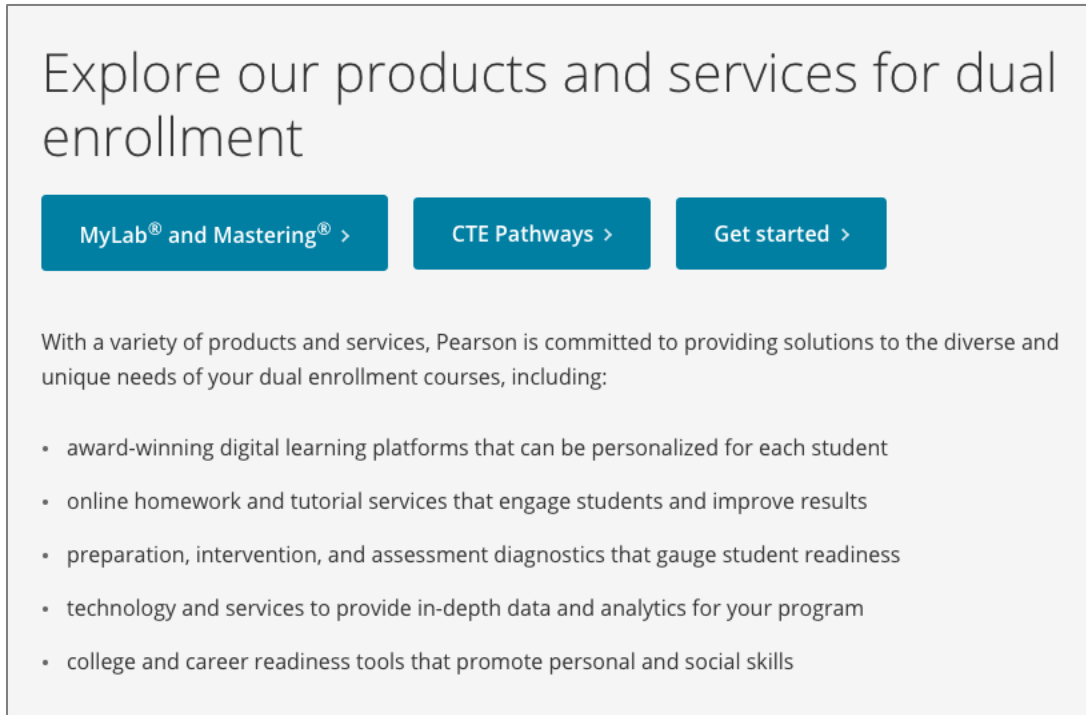 Explore our products and services for dual
enrollment
MyLab® and Mastering® >
CTE Pathways >
Get started >
With a variety of products and services, Pearson is committed to providing solutions to the diverse and
unique needs of your dual enrollment courses, including:
• award-winning digital learning platforms that can be personalized for each student
• online homework and tutorial services that engage students and improve results
• preparation, intervention, and assessment diagnostics that gauge student readiness
• technology and services to provide in-depth data and analytics for your program
• college and career readiness tools that promote personal and social skills